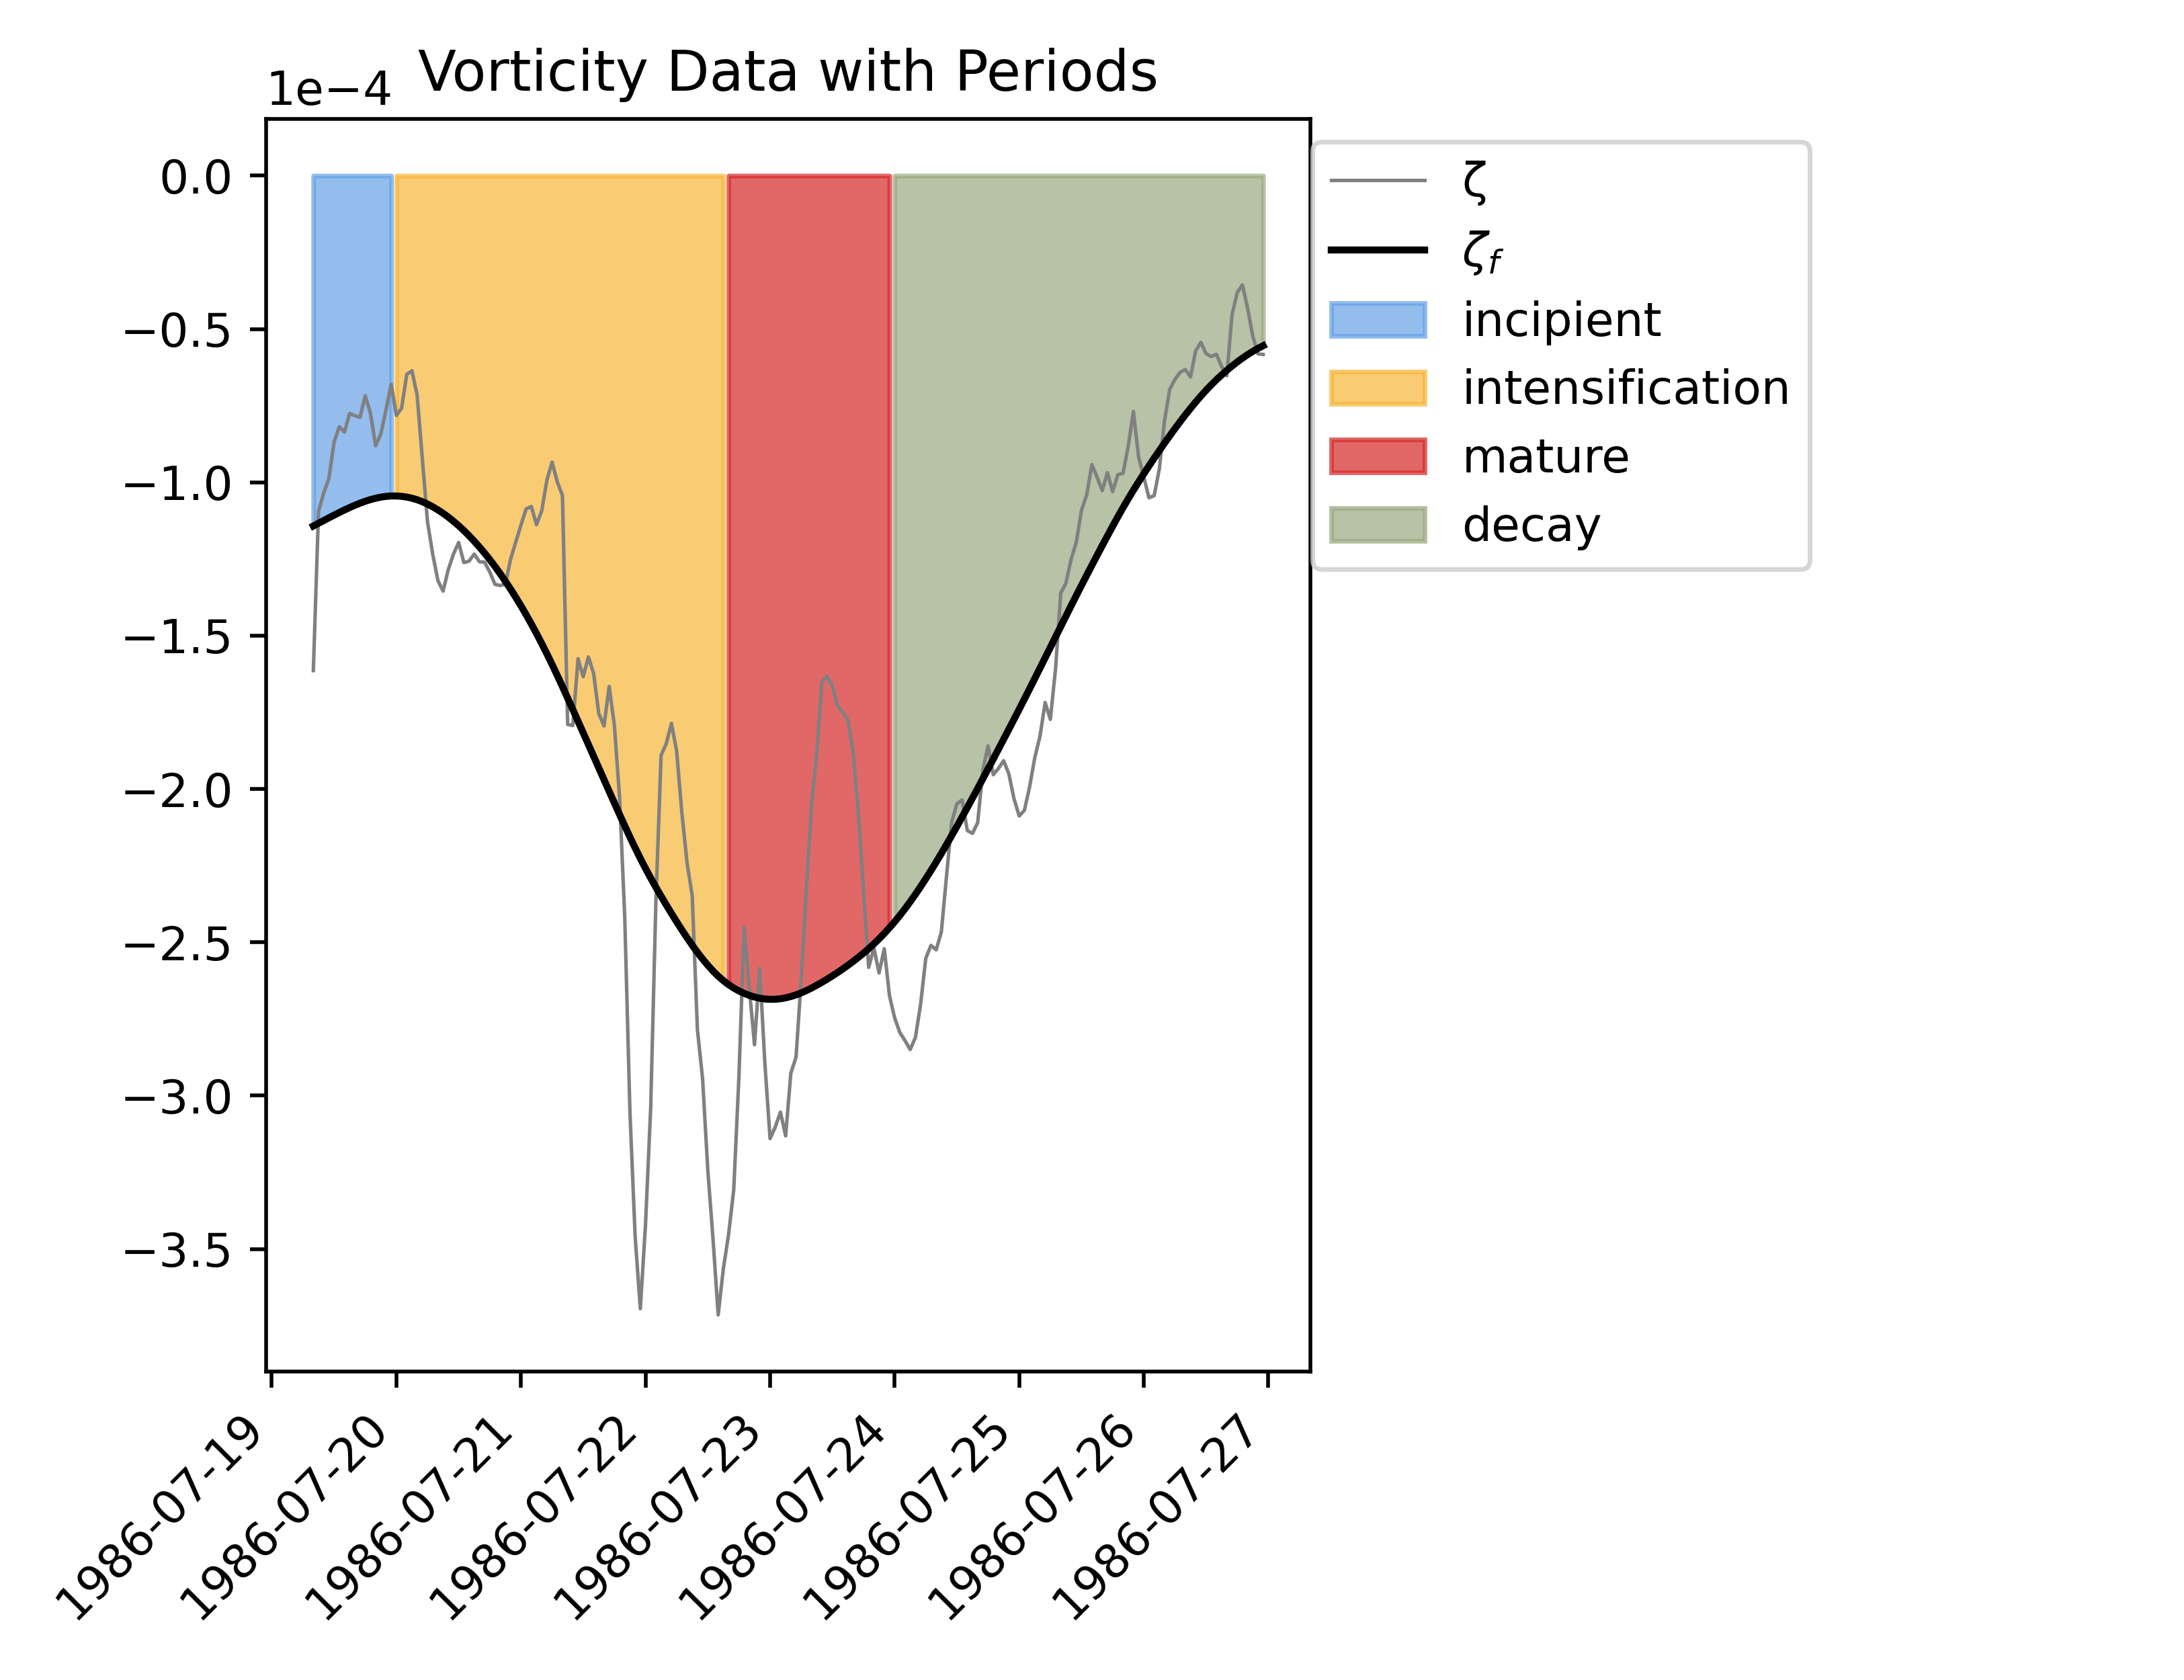 Vorticity Data with Periods
1e−4
0.0
−0.5
−1.0
−1.5
−2.0
−2.5
−3.0
−3.5
1986-07-19
1986-07-20
1986-07-21
1986-07-22
1986-07-23
1986-07-24
1986-07-25
1986-07-26
1986-07-27
ζ
ζf
incipient
intensification
mature
decay